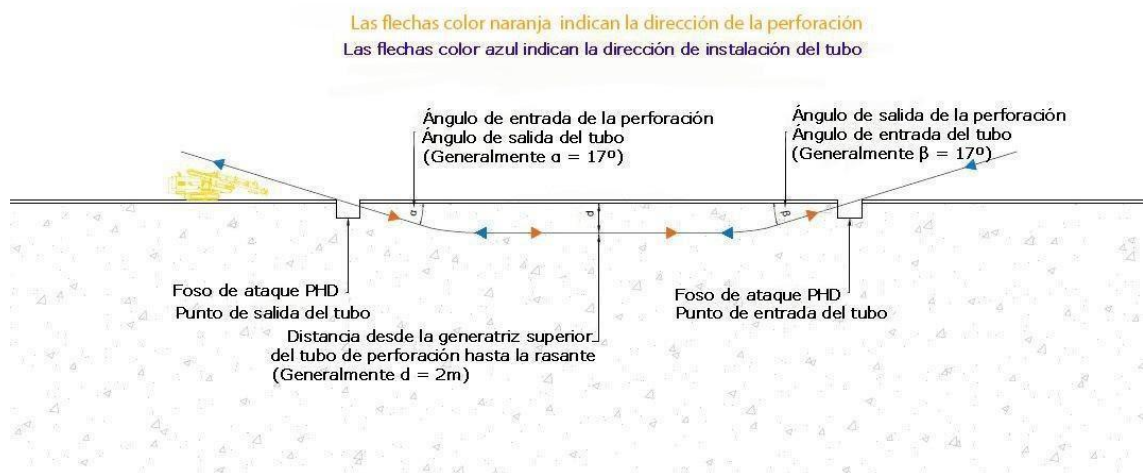 Las flechas color naranja indican la dirección de la perforación
Las flechas color azul indican la dirección de instalación del tubo
Ángulo de entrada de la perforación
Ángulo de salida del tubo
(Generalmente α = 17º)
Ángulo de salida de la perforación
Ángulo de entrada del tubo
(Generalmente β = 17º)
α
d
β
Foso de ataque PHD
Punto de salida del tubo
Foso de ataque PHD
Punto de entrada del tubo
Distancia desde la generatriz superior
del tubo de perforación hasta la rasante
(Generalmente d = 2m)